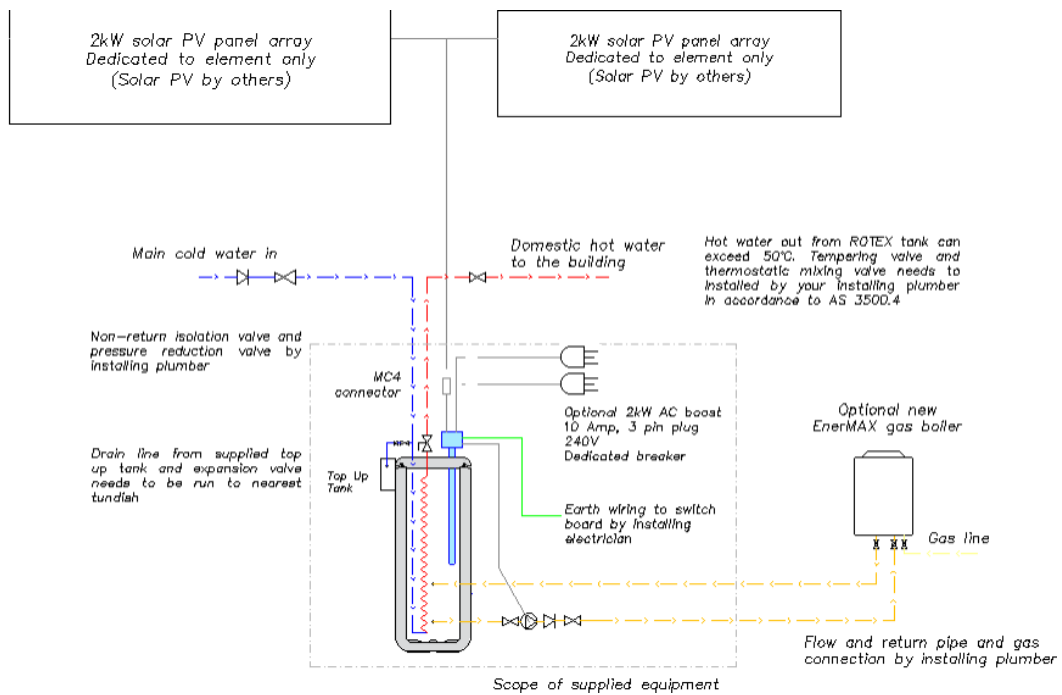 2kW solar PV panel array
Dedicated to element only
(Solar PV by others)
2kW solar PV panel array
Dedicated to element only
(Solar PV by others)
Main cold water in
Domestic hot water
to the building
Hot water out from ROTEX tank can
exceed 50°C. Tempering valve and
thermostatic mixing valve needs to
installed by your installing plumber
in accordance to AS 3500.4
Non-return isolation valve and
pressure reduction valve by
installing plumber
MC4
connector
Optional 2kW AC boost
10 Amp, 3 pin plug
240V
Dedicated breaker
Optional new
EnerMAX gas boiler
Drain line from supplied top
up tank and expansion valve
needs to be run to nearest
tundish
Top Up
Tank
Earth wiring to switch
board by installing
electrician
Gas line
Flow and return pipe and gas
connection by installing plumber
Scope of supplied equipment